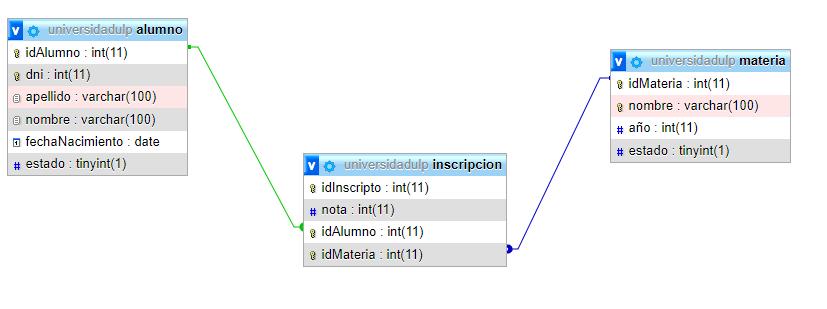 universidadulp alumno
idAlumno : int(11)
dni : int(11)
apellido : varchar(100)
nombre : varchar(100)
fechaNacimiento : date
estado : tinyint(1)
universidadulp inscripcion
idInscripto : int(11)
nota : int(11)
idAlumno : int(11)
idMateria : int(11)
universidadulp materia
idMateria : int(11)
nombre : varchar(100)
año : int(11)
estado : tinyint(1)